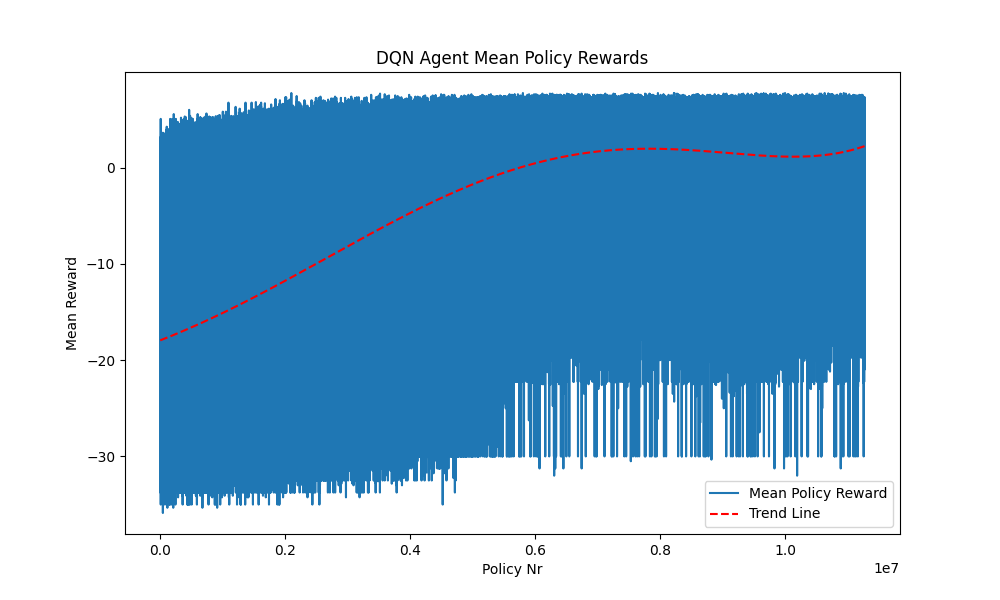 DQN Agent Mean Policy Rewards
Mean Reward
0
−10
−20
−30
0.0 0.2 0.4 0.6 0.8 1.0
1e7
Policy Nr
Mean Policy Reward
Trend Line